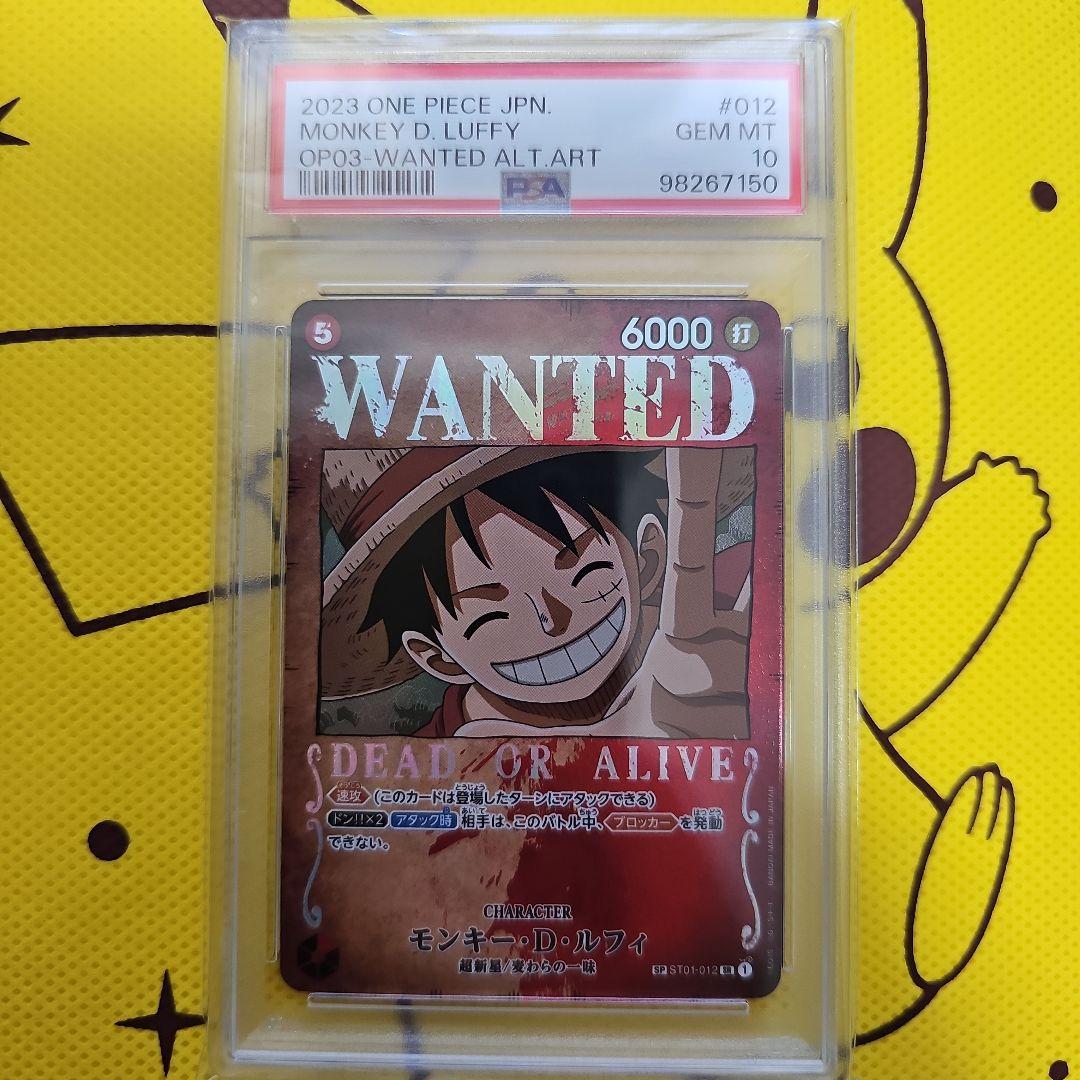 2023 ONE PIECE JPN. #012
MONKEY D. LUFFY GEM MT
OP03-WANTED ALT.ART 10
PSA 98267150
5 6000 打
WANTED
DEAD OR ALIVE
速攻 (このカードは登場したターンにアタックできる)
ドン!!×2 アタック時 相手は、このバトル中、ブロッカー を発動
できない。
CHARACTER
モンキー・D・ルフィ
超新星/麦わらの一味
SP ST01-012 SR 1
BANDAI MADE IN JAPAN